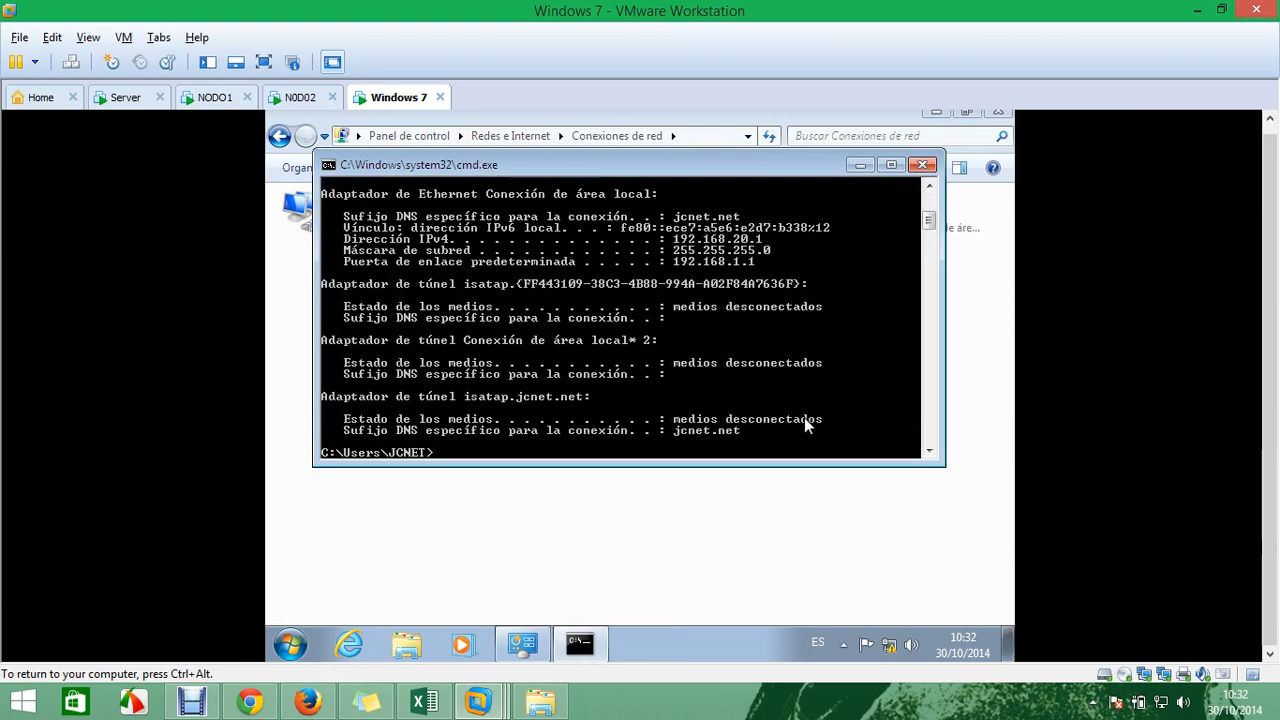 Windows 7 - VMware Workstation
File Edit View VM Tabs Help
Home Server NODO1 N0D02 Windows 7
Panel de control Redes e Internet Conexiones de red Buscar Conexiones de red
Organ
de áre...
C:\Windows\system32\cmd.exe
Adaptador de Ethernet Conexión de área local:
Sufijo DNS específico para la conexión. . : jcnet.net
Vínculo: dirección IPv6 local. . . : fe80::ece7:a5e6:e2d7:b338%12
Dirección IPv4. . . . . . . . . . . . . . : 192.168.20.1
Máscara de subred . . . . . . . . . . . . : 255.255.255.0
Puerta de enlace predeterminada . . . . . : 192.168.1.1
Adaptador de túnel isatap.{FF443109-38C3-4B88-994A-A02F84A7636F}:
Estado de los medios. . . . . . . . . . . : medios desconectados
Sufijo DNS específico para la conexión. . :
Adaptador de túnel Conexión de área local* 2:
Estado de los medios. . . . . . . . . . . : medios desconectados
Sufijo DNS específico para la conexión. . :
Adaptador de túnel isatap.jcnet.net:
Estado de los medios. . . . . . . . . . . : medios desconectados
Sufijo DNS específico para la conexión. . : jcnet.net
C:\Users\JCNET>
ES
10:32
30/10/2014
To return to your computer, press Ctrl+Alt.
10:32
30/10/2014